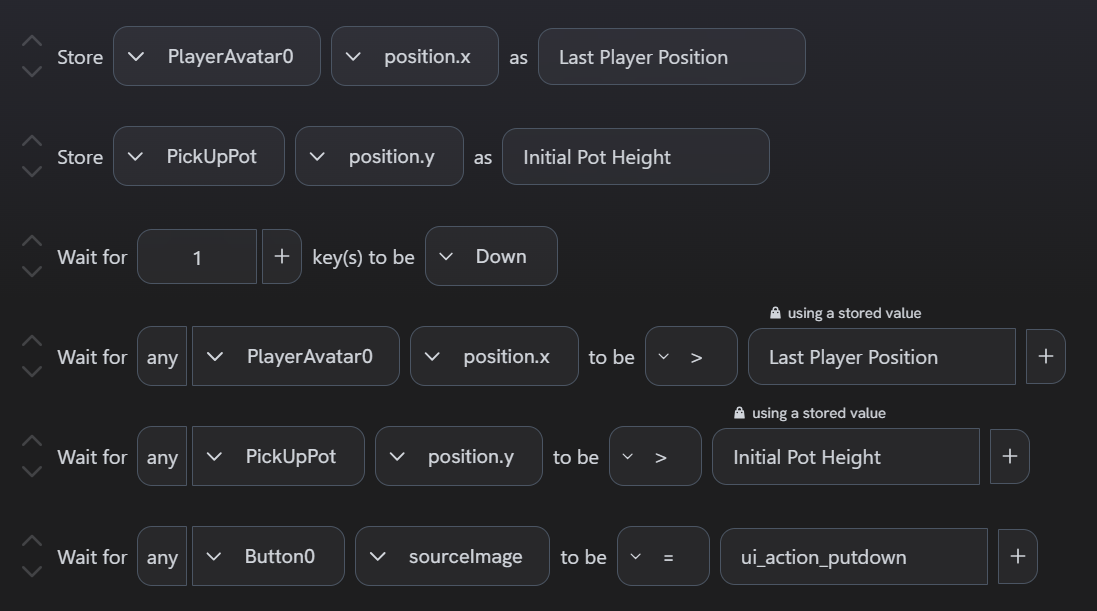 Store PlayerAvatar0 position.x as Last Player Position
Store PickUpPot position.y as Initial Pot Height
Wait for 1 + key(s) to be Down
using a stored value
Wait for any PlayerAvatar0 position.x to be > Last Player Position +
using a stored value
Wait for any PickUpPot position.y to be > Initial Pot Height +
Wait for any Button0 sourceImage to be = ui_action_putdown +